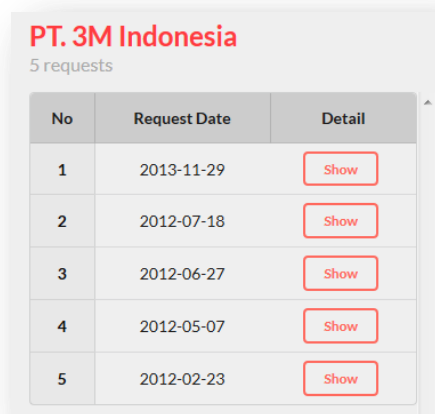 PT. 3M Indonesia
5 requests
No Request Date Detail
1 2013-11-29 Show
2 2012-07-18 Show
3 2012-06-27 Show
4 2012-05-07 Show
5 2012-02-23 Show